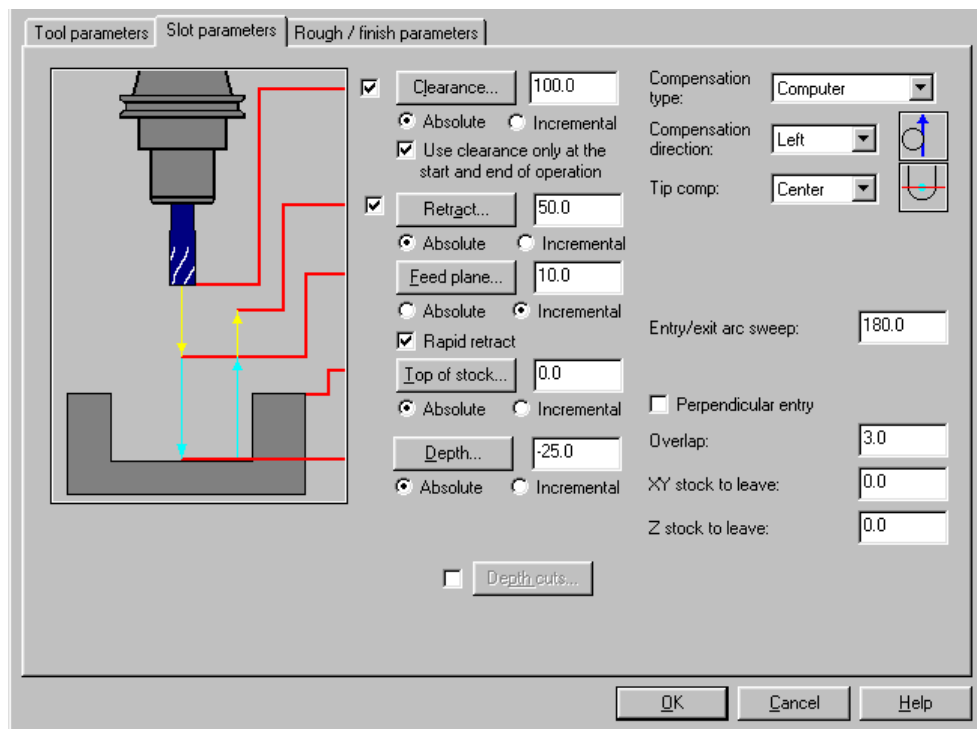 Tool parameters Slot parameters Rough / finish parameters
Clearance... 100.0
Absolute Incremental
Use clearance only at the
start and end of operation
Retract... 50.0
Absolute Incremental
Feed plane... 10.0
Absolute Incremental
Rapid retract
Top of stock... 0.0
Absolute Incremental
Depth... -25.0
Absolute Incremental
Depth cuts...
Compensation
type: Computer
Compensation
direction: Left
Tip comp: Center
Entry/exit arc sweep: 180.0
Perpendicular entry
Overlap: 3.0
XY stock to leave: 0.0
Z stock to leave: 0.0
OK Cancel Help